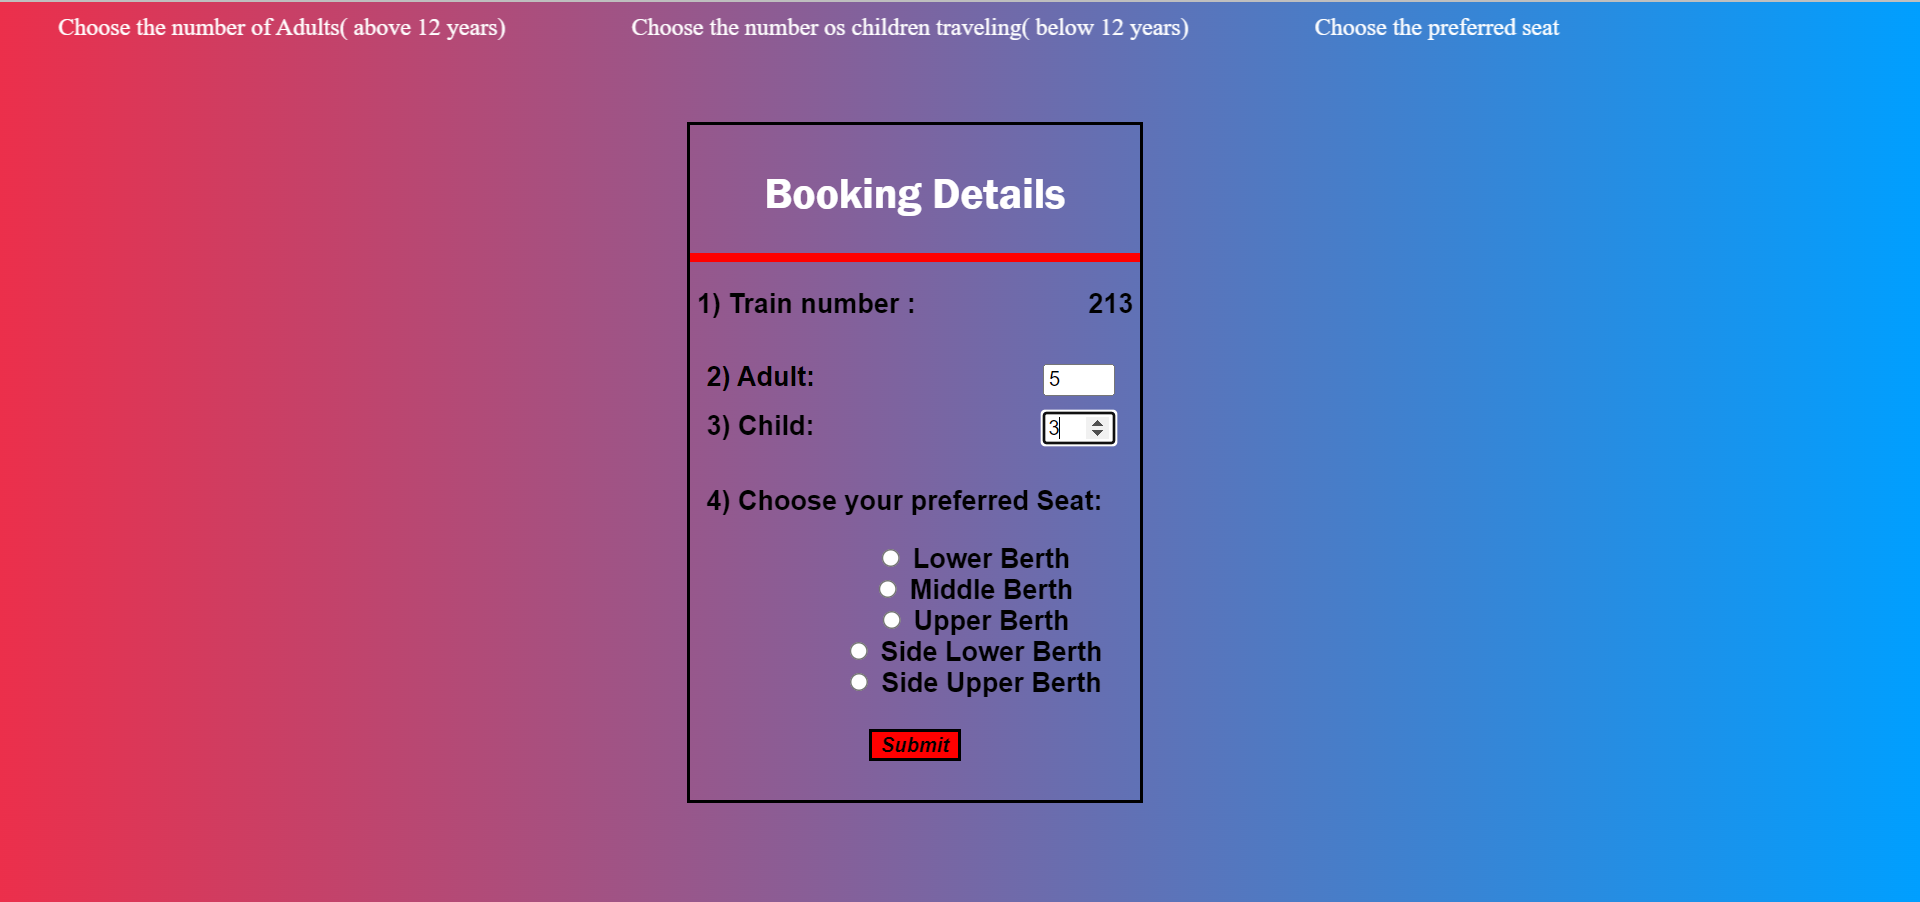 Choose the number of Adults( above 12 years) Choose the number os children traveling( below 12 years) Choose the preferred seat
Booking Details
1) Train number : 213
2) Adult: 5
3) Child: 3
4) Choose your preferred Seat:
Lower Berth
Middle Berth
Upper Berth
Side Lower Berth
Side Upper Berth
Submit